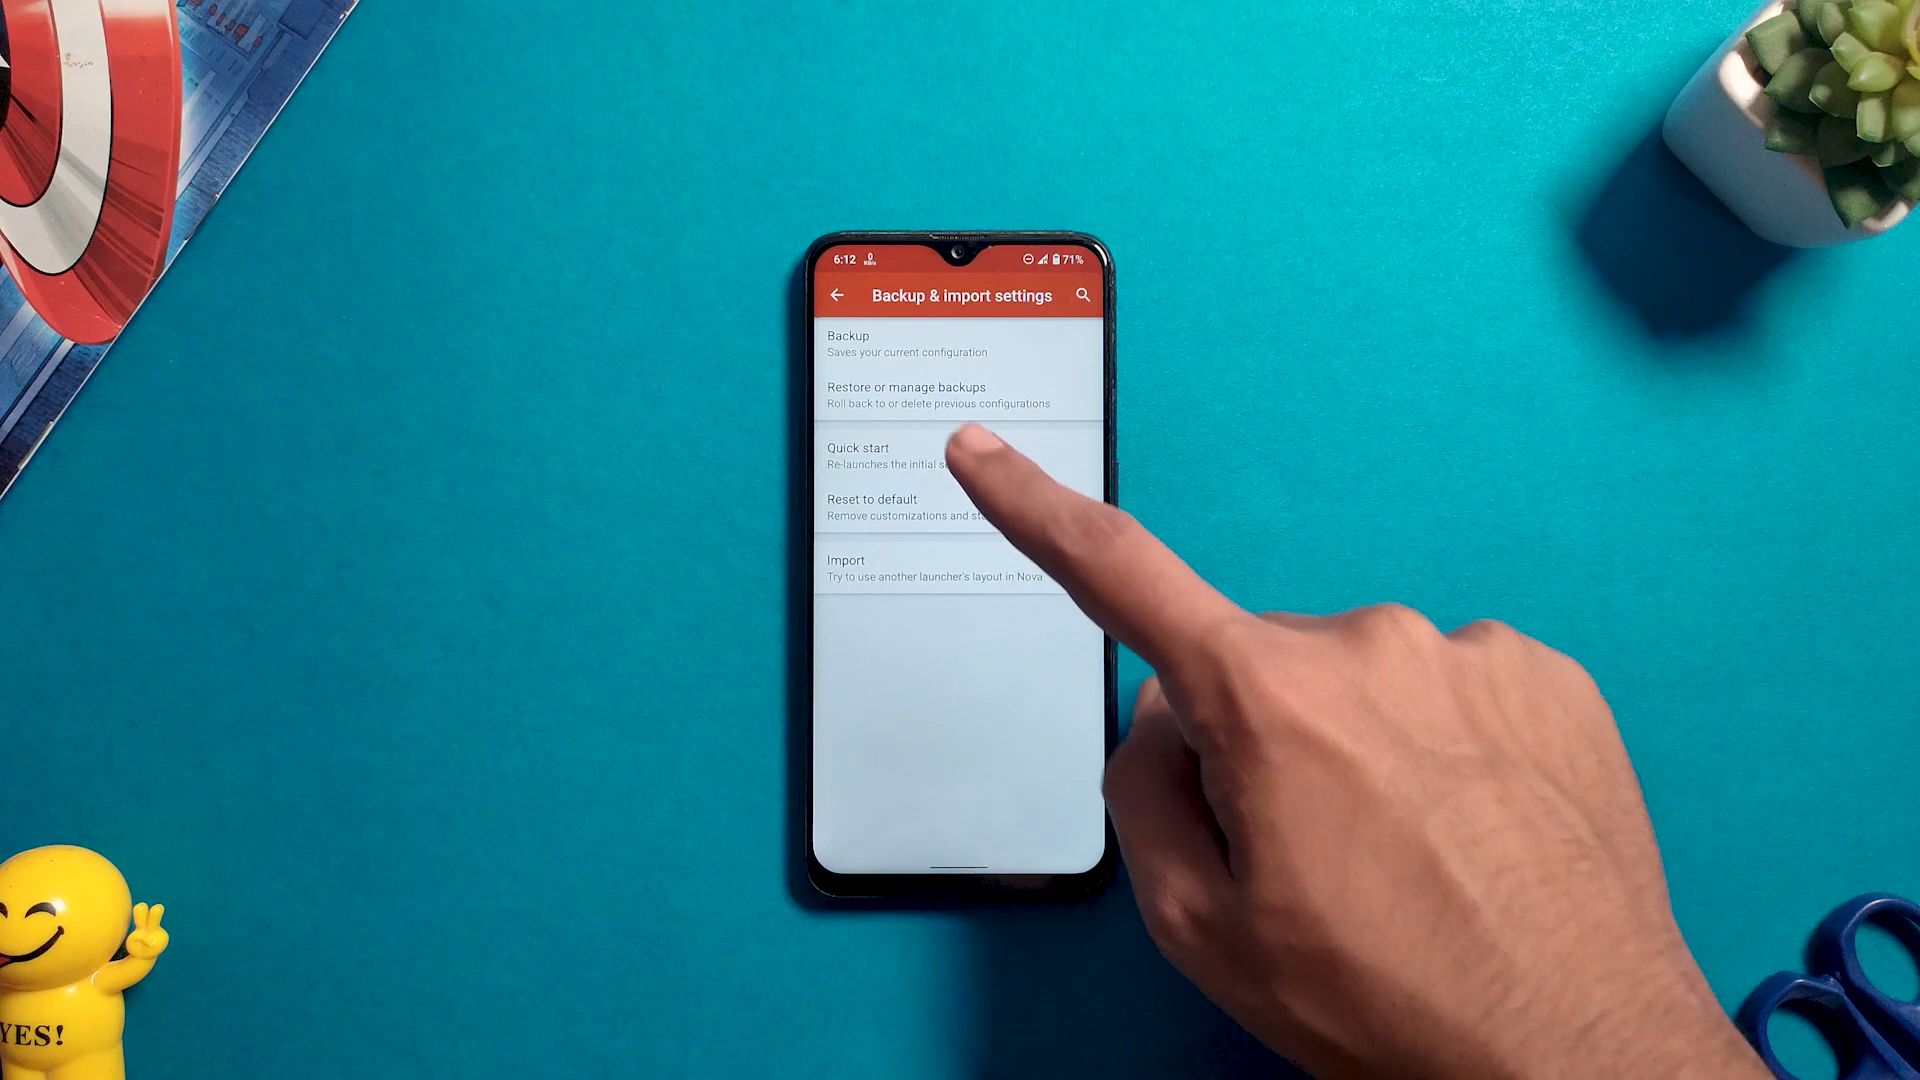 6:12
0
KB/s
71%
Backup & import settings
Backup
Saves your current configuration
Restore or manage backups
Roll back to or delete previous configurations
Quick start
Re-launches the initial
Reset to default
Remove customizations and
Import
Try to use another launcher's layout in Nova
YES!